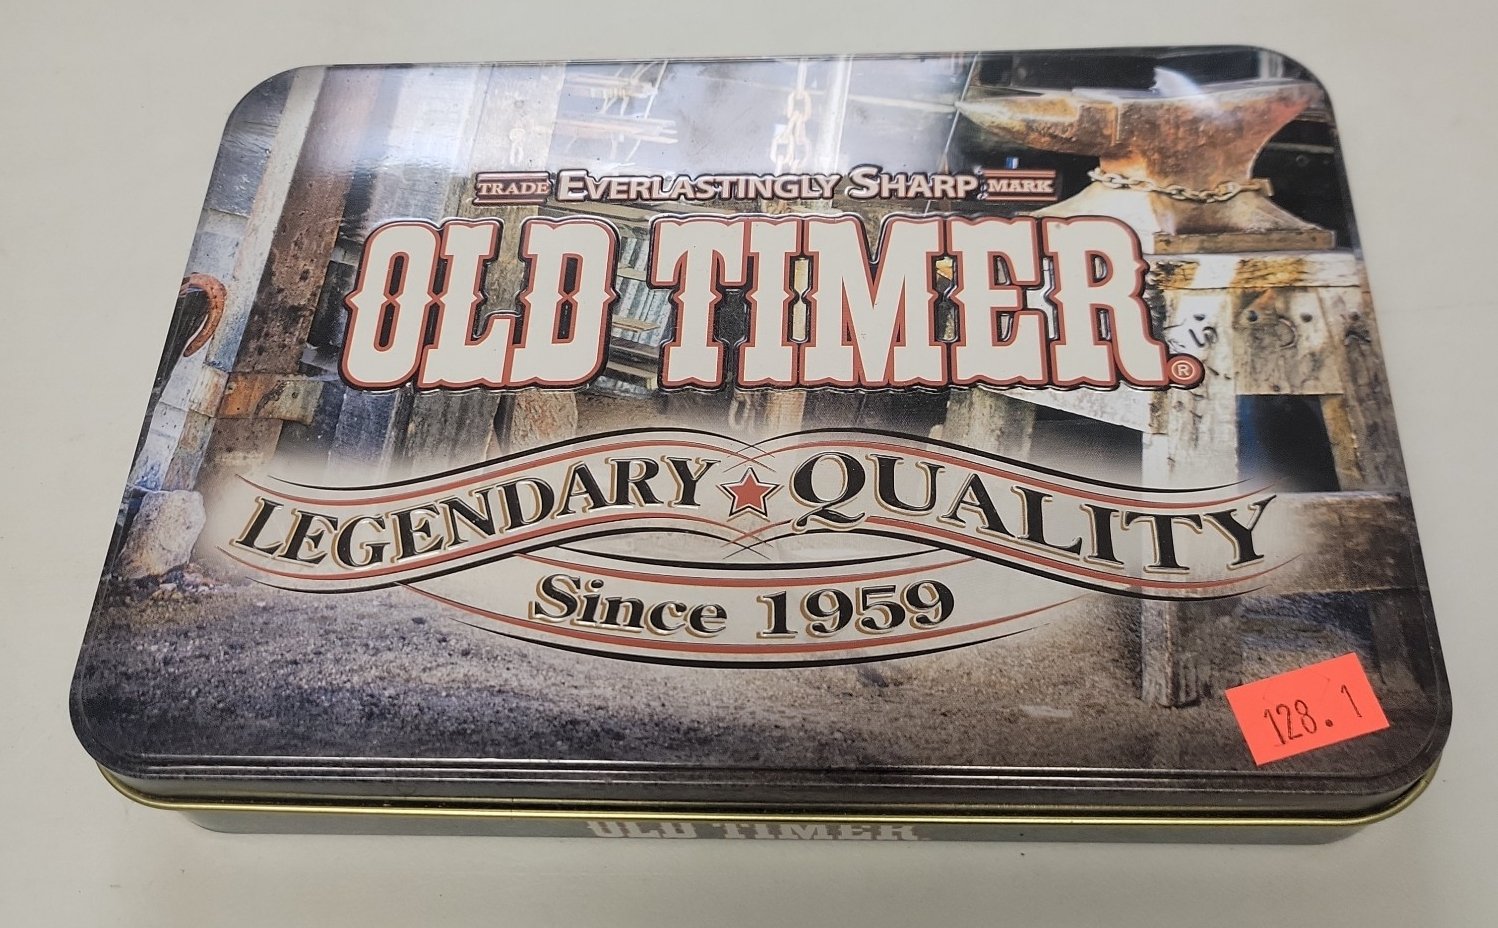 TRADE EVERLASTINGLY SHARP MARK
OLD TIMER®
LEGENDARY QUALITY
Since 1959
128.1
OLD TIMER